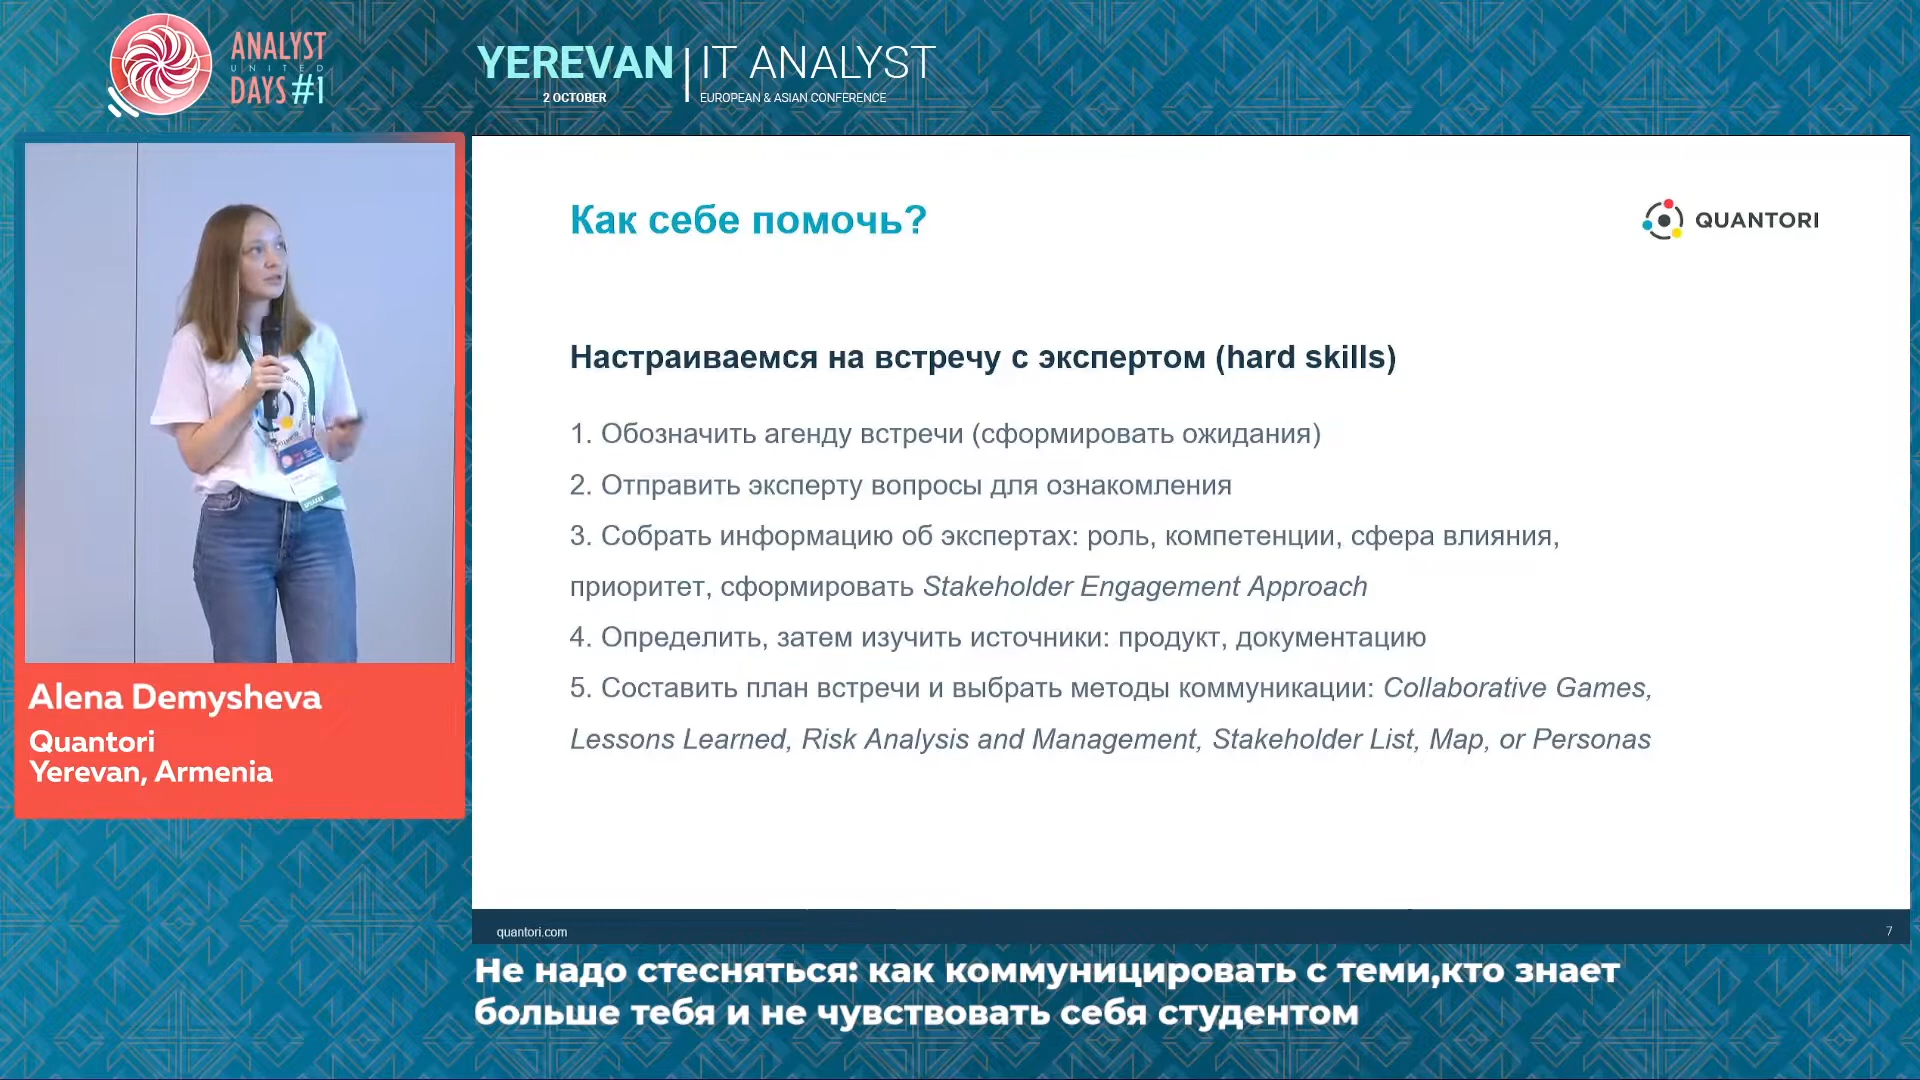 ANALYST
UNITED
DAYS #1
YEREVAN
2 OCTOBER
IT ANALYST
EUROPEAN & ASIAN CONFERENCE
Как себе помочь?
QUANTORI
Настраиваемся на встречу с экспертом (hard skills)
1. Обозначить агенду встречи (сформировать ожидания)
2. Отправить эксперту вопросы для ознакомления
3. Собрать информацию об экспертах: роль, компетенции, сфера влияния,
приоритет, сформировать Stakeholder Engagement Approach
4. Определить, затем изучить источники: продукт, документацию
5. Составить план встречи и выбрать методы коммуникации: Collaborative Games,
Lessons Learned, Risk Analysis and Management, Stakeholder List, Map, or Personas
Alena Demysheva
Quantori
Yerevan, Armenia
quantori.com
7
Не надо стесняться: как коммуницировать с теми,кто знает
больше тебя и не чувствовать себя студентом